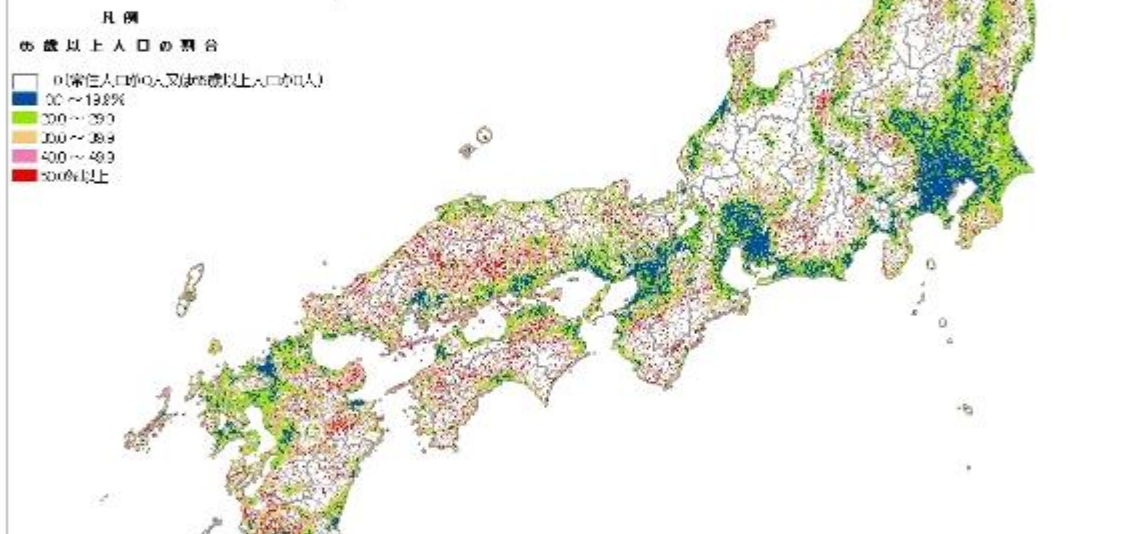 凡 例
65 歳 以 上 人 口 の 割 合
0 (常住人口が0人又は65歳以上人口が0人)
0.0 ～ 19.9%
20.0 ～ 29.9
30.0 ～ 39.9
40.0 ～ 49.9
50.0%以上